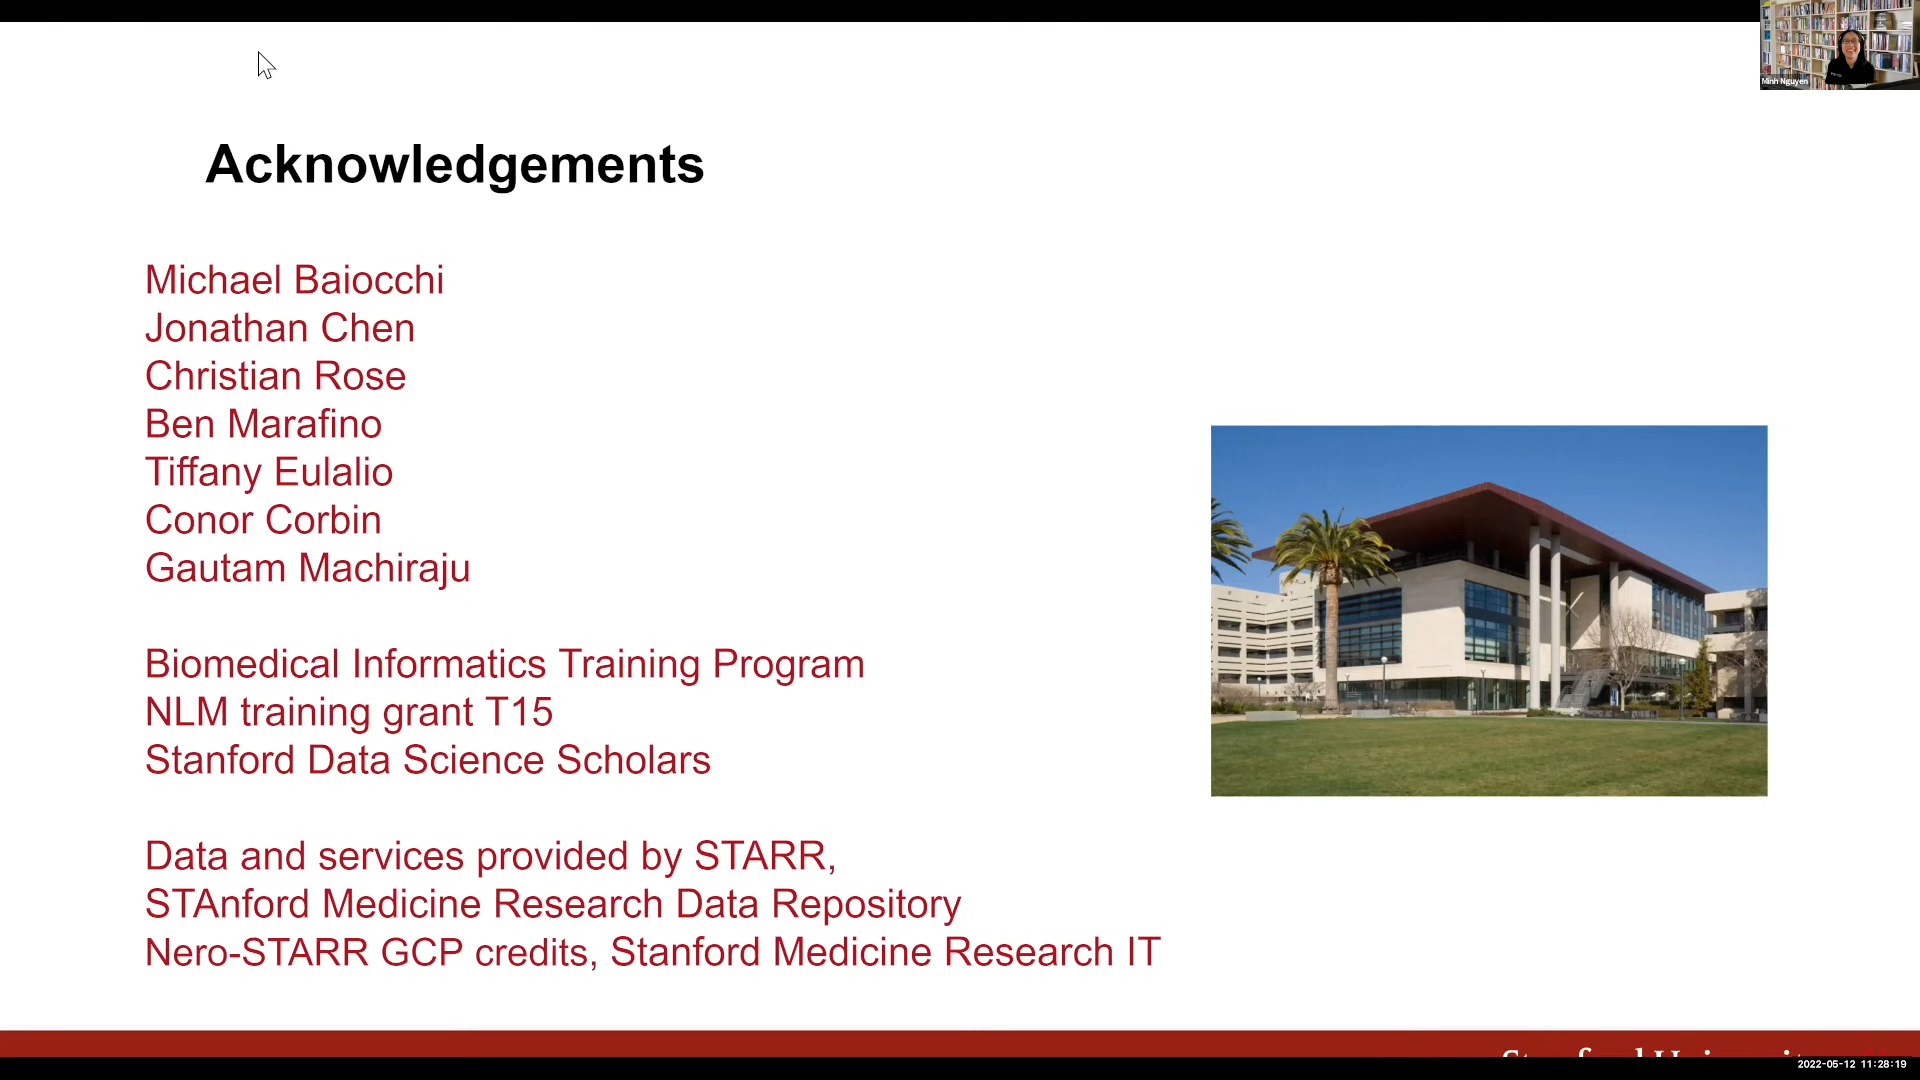 Minh Nguyen
Acknowledgements
Michael Baiocchi
Jonathan Chen
Christian Rose
Ben Marafino
Tiffany Eulalio
Conor Corbin
Gautam Machiraju
Biomedical Informatics Training Program
NLM training grant T15
Stanford Data Science Scholars
Data and services provided by STARR,
STAnford Medicine Research Data Repository
Nero-STARR GCP credits, Stanford Medicine Research IT
2022-05-12 11:28:19